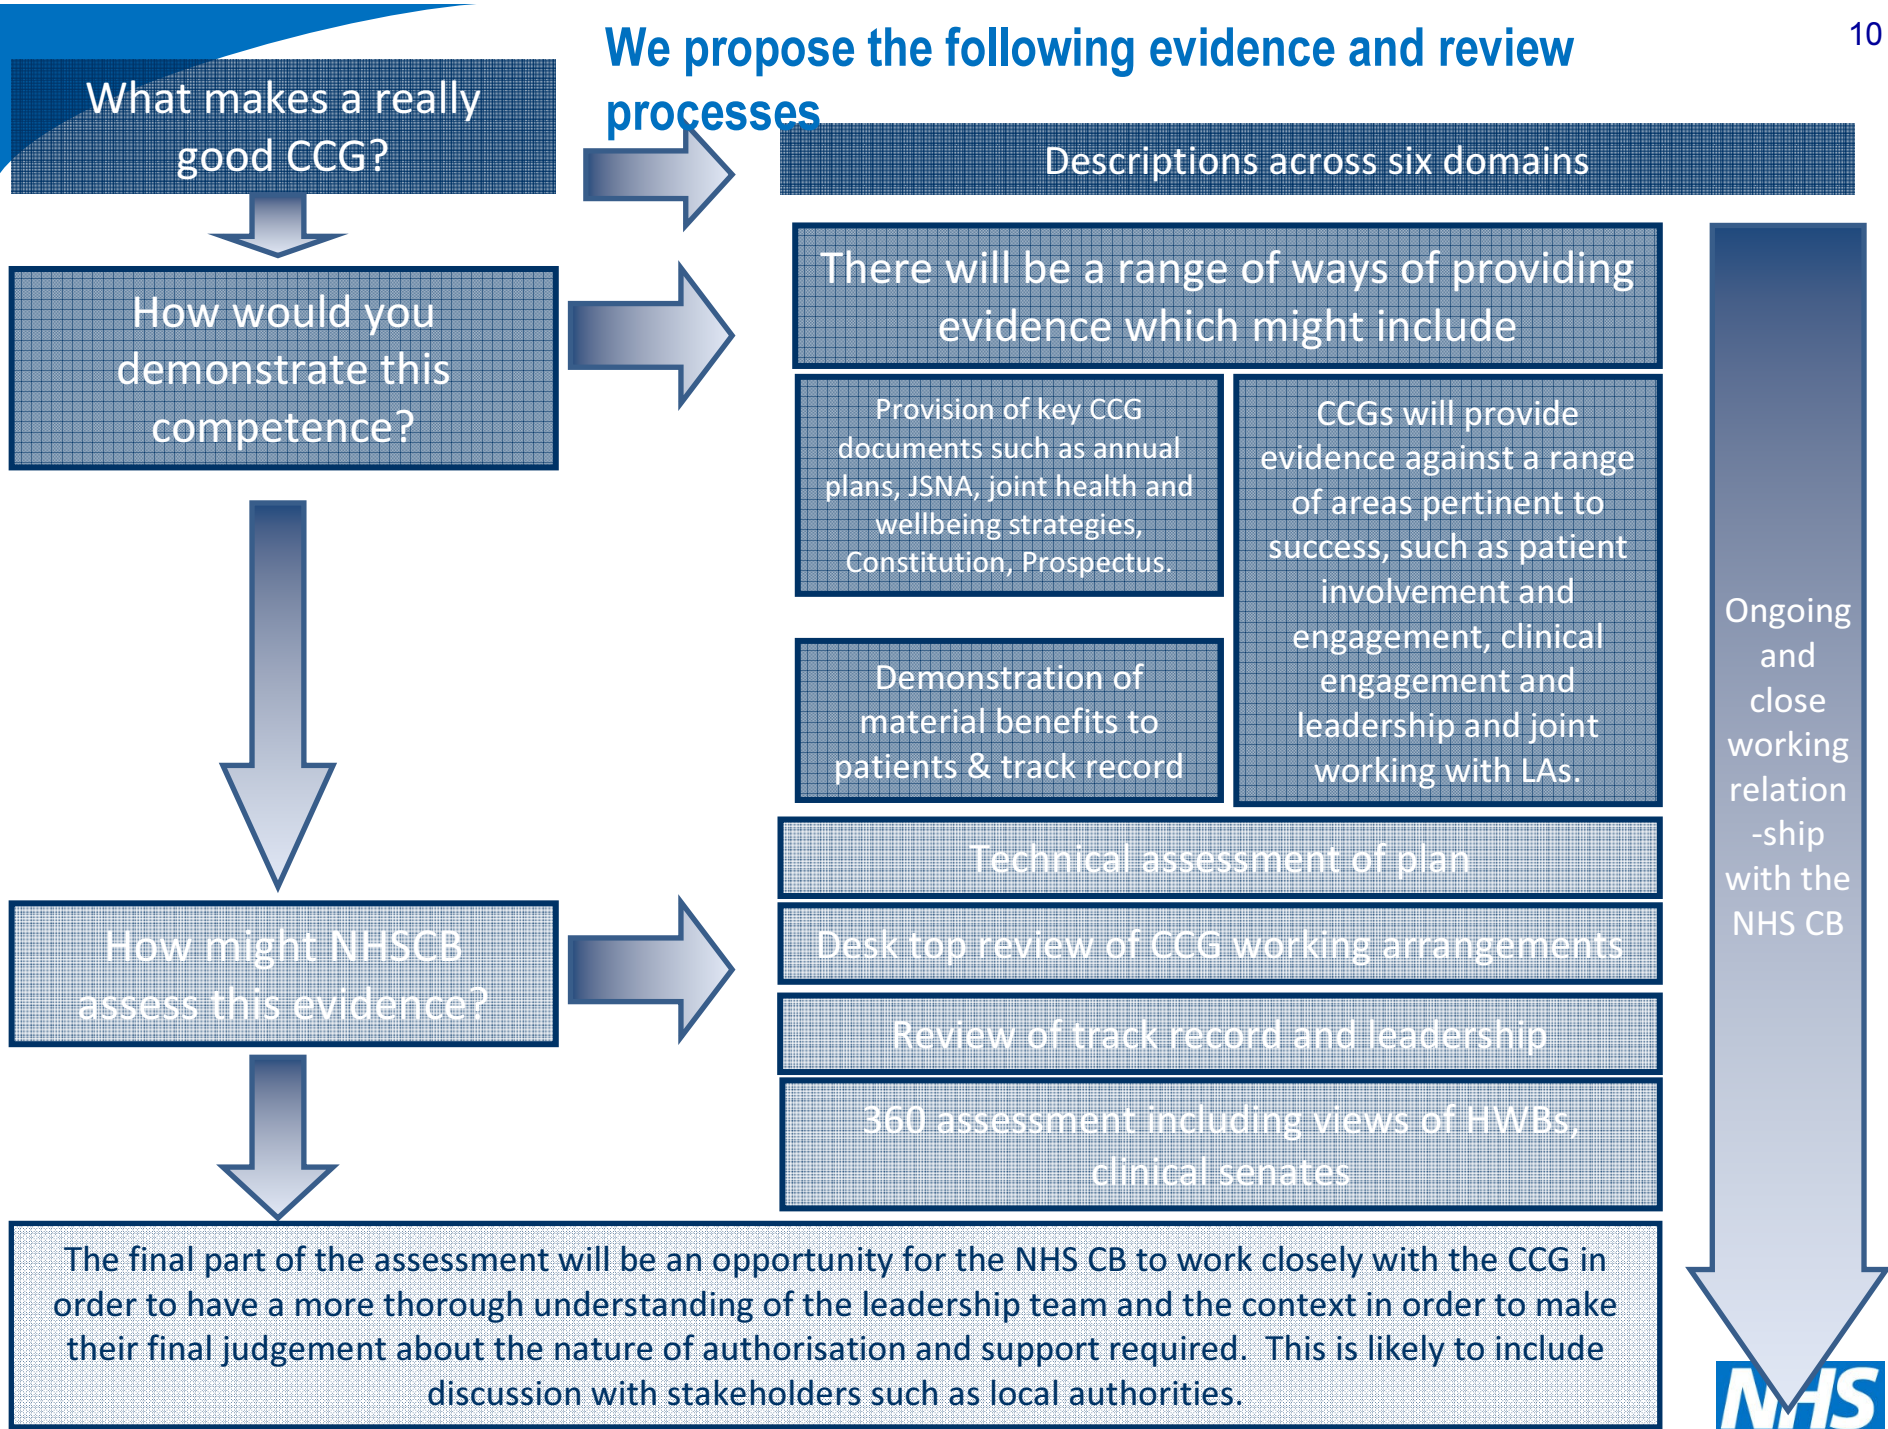 We propose the following evidence and review
processes
10
What makes a really
good CCG?
Descriptions across six domains
How would you
demonstrate this
competence?
There will be a range of ways of providing
evidence which might include
Provision of key CCG
documents such as annual
plans, JSNA, joint health and
wellbeing strategies,
Constitution, Prospectus.
Demonstration of
material benefits to
patients & track record
CCGs will provide
evidence against a range
of areas pertinent to
success, such as patient
involvement and
engagement, clinical
engagement and
leadership and joint
working with LAs.
Ongoing
and
close
working
relation
-ship
with the
NHS CB
How might NHSCB
assess this evidence?
Technical assessment of plan
Desk top review of CCG working arrangements
Review of track record and leadership
360 assessment including views of HWBs,
clinical senates
The final part of the assessment will be an opportunity for the NHS CB to work closely with the CCG in
order to have a more thorough understanding of the leadership team and the context in order to make
their final judgement about the nature of authorisation and support required.  This is likely to include
discussion with stakeholders such as local authorities.
NHS